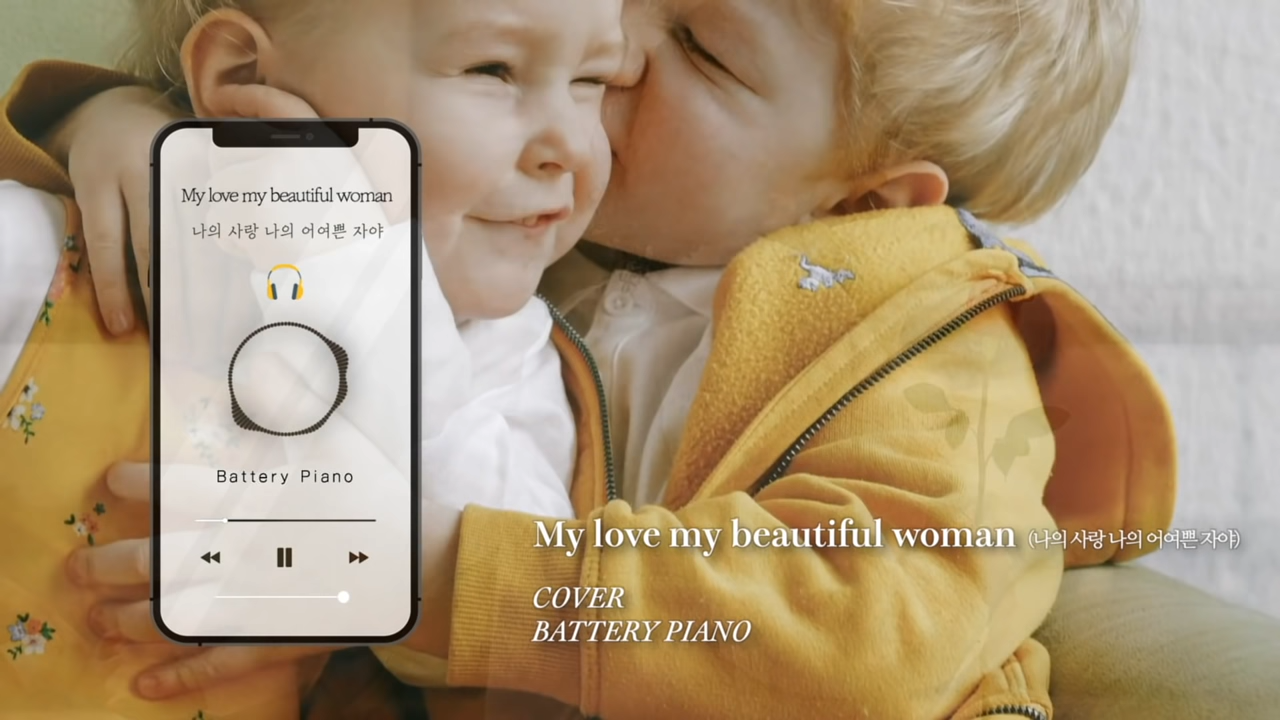 My love my beautiful woman
나의 사랑 나의 어여쁜 자야
Battery Piano
My love my beautiful woman (나의 사랑 나의 어여쁜 자야)
COVER
BATTERY PIANO